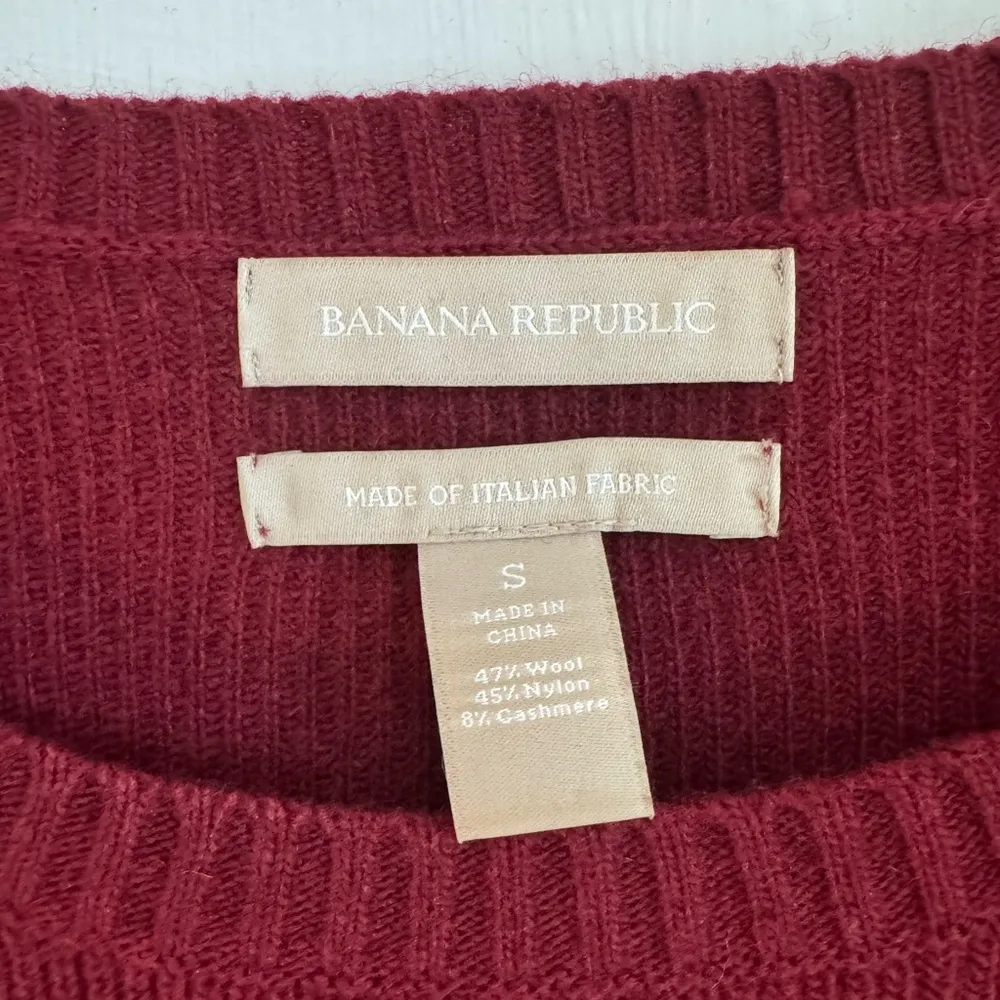 BANANA REPUBLIC
MADE OF ITALIAN FABRIC
S
MADE IN
CHINA
47% Wool
45% Nylon
8% Cashmere